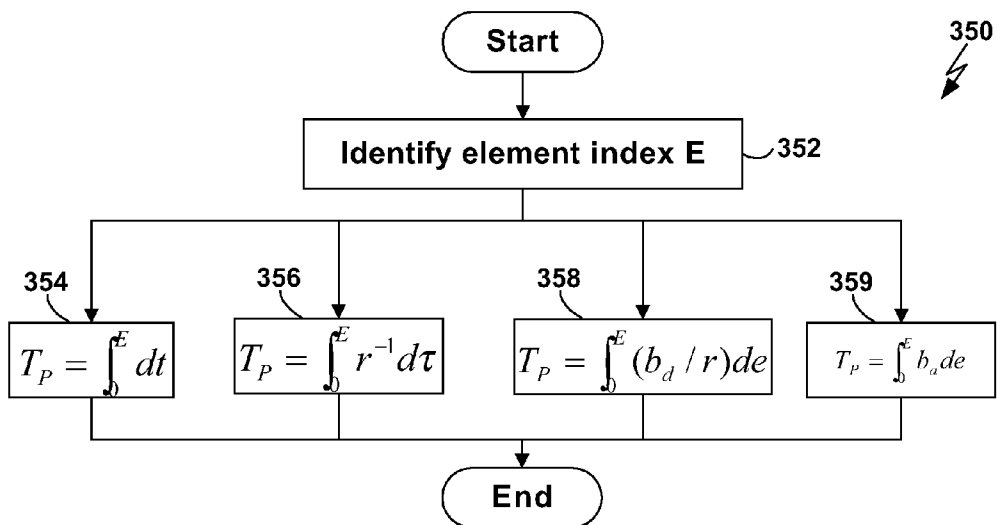 Start
350
Identify element index E
352
354
356
358
359
T_P = ∫_0^E dt
T_P = ∫_0^E r^{-1} dτ
T_P = ∫_0^E (b_d / r) de
T_P = ∫_0^E b_a de
End